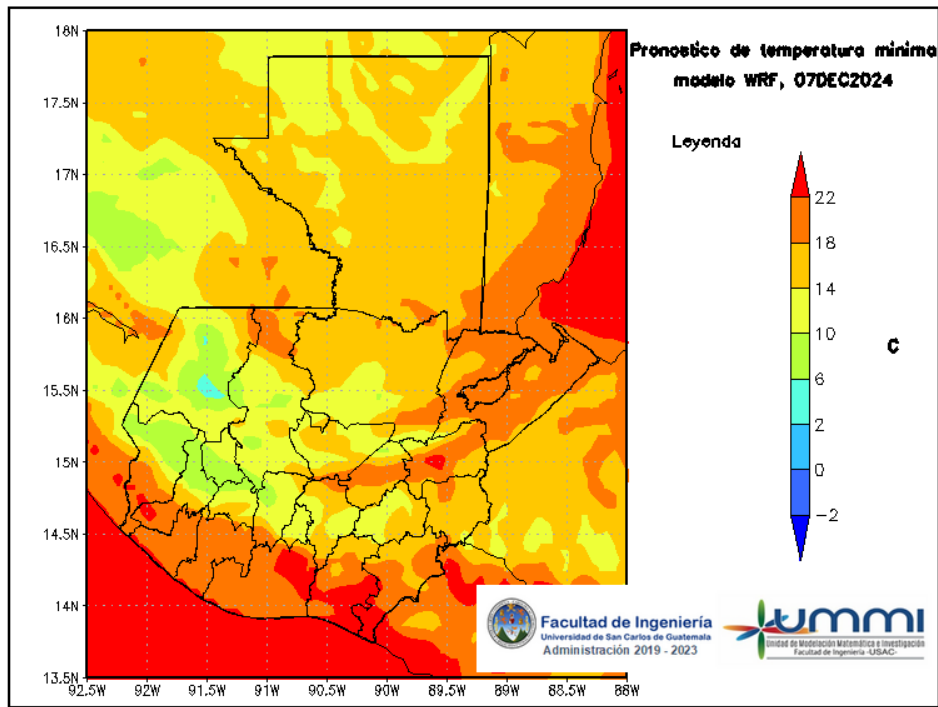 Pronostico de temperatura minima
modelo WRF, 07DEC2024
Leyenda
22
18
14
10
6
2
0
−2
C
18N
17.5N
17N
16.5N
16N
15.5N
15N
14.5N
14N
13.5N
92.5W
92W
91.5W
91W
90.5W
90W
89.5W
89W
88.5W
88W
Facultad de Ingeniería
Universidad de San Carlos de Guatemala
Administración 2019 - 2023
UMMI
Unidad de Modelación Matemática e Investigación
Facultad de Ingeniería -USAC-